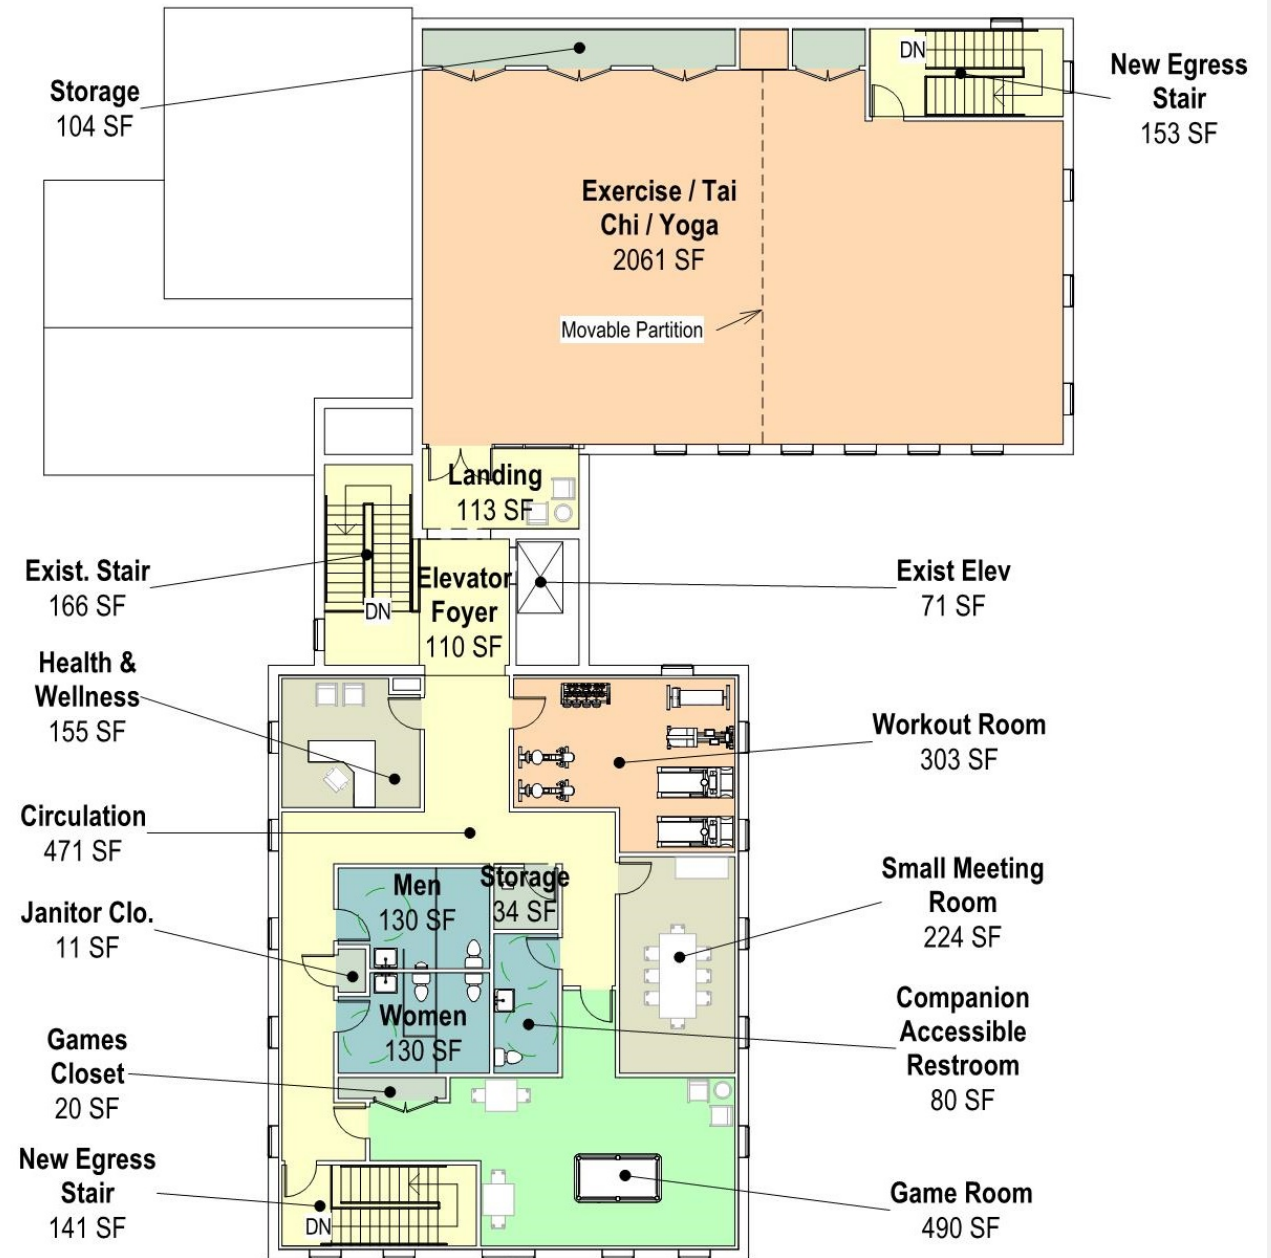 Storage
104 SF
DN
New Egress
Stair
153 SF
Exercise / Tai
Chi / Yoga
2061 SF
Movable Partition
Landing
113 SF
Exist. Stair
166 SF
DN
Elevator
Foyer
110 SF
Exist Elev
71 SF
Health &
Wellness
155 SF
Workout Room
303 SF
Circulation
471 SF
Men
130 SF
Storage
34 SF
Small Meeting
Room
224 SF
Janitor Clo.
11 SF
Women
130 SF
Companion
Accessible
Restroom
80 SF
Games
Closet
20 SF
New Egress
Stair
141 SF
DN
Game Room
490 SF